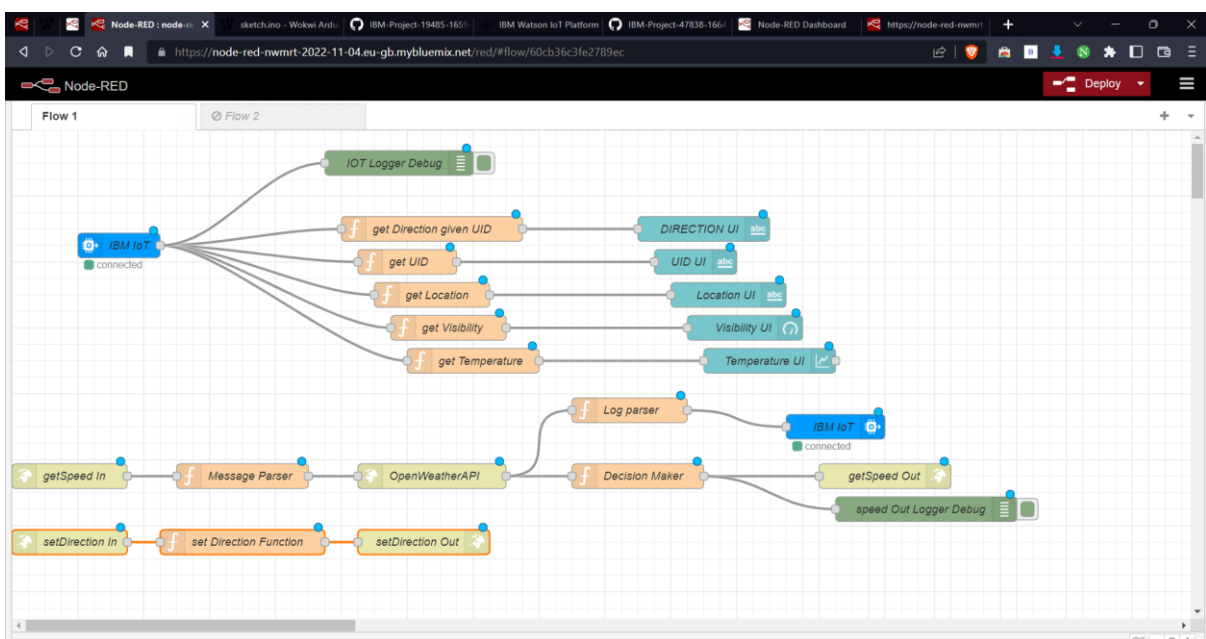 Node-RED : node-r
sketch.ino - Wokwi Ardu
IBM-Project-19485-1659
IBM Watson IoT Platform
IBM-Project-47838-1664
Node-RED Dashboard
https://node-red-nwmrt
https://node-red-nwmrt-2022-11-04.eu-gb.mybluemix.net/red/#flow/60cb36c3fe2789ec
Node-RED
Deploy
Flow 1
Flow 2
IOT Logger Debug
get Direction given UID
DIRECTION UI
abc
IBM IoT
connected
get UID
UID UI
abc
get Location
Location UI
abc
get Visibility
Visibility UI
get Temperature
Temperature UI
Log parser
IBM IoT
connected
getSpeed In
Message Parser
OpenWeatherAPI
Decision Maker
getSpeed Out
speed Out Logger Debug
setDirection In
set Direction Function
setDirection Out